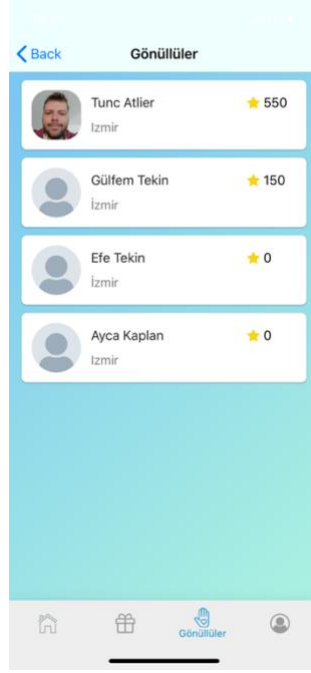 Back
Gönüllüler
Tunc Atlier
550
Izmir
Gülfem Tekin
150
İzmir
Efe Tekin
0
İzmir
Ayca Kaplan
0
Izmir
Gönüllüler